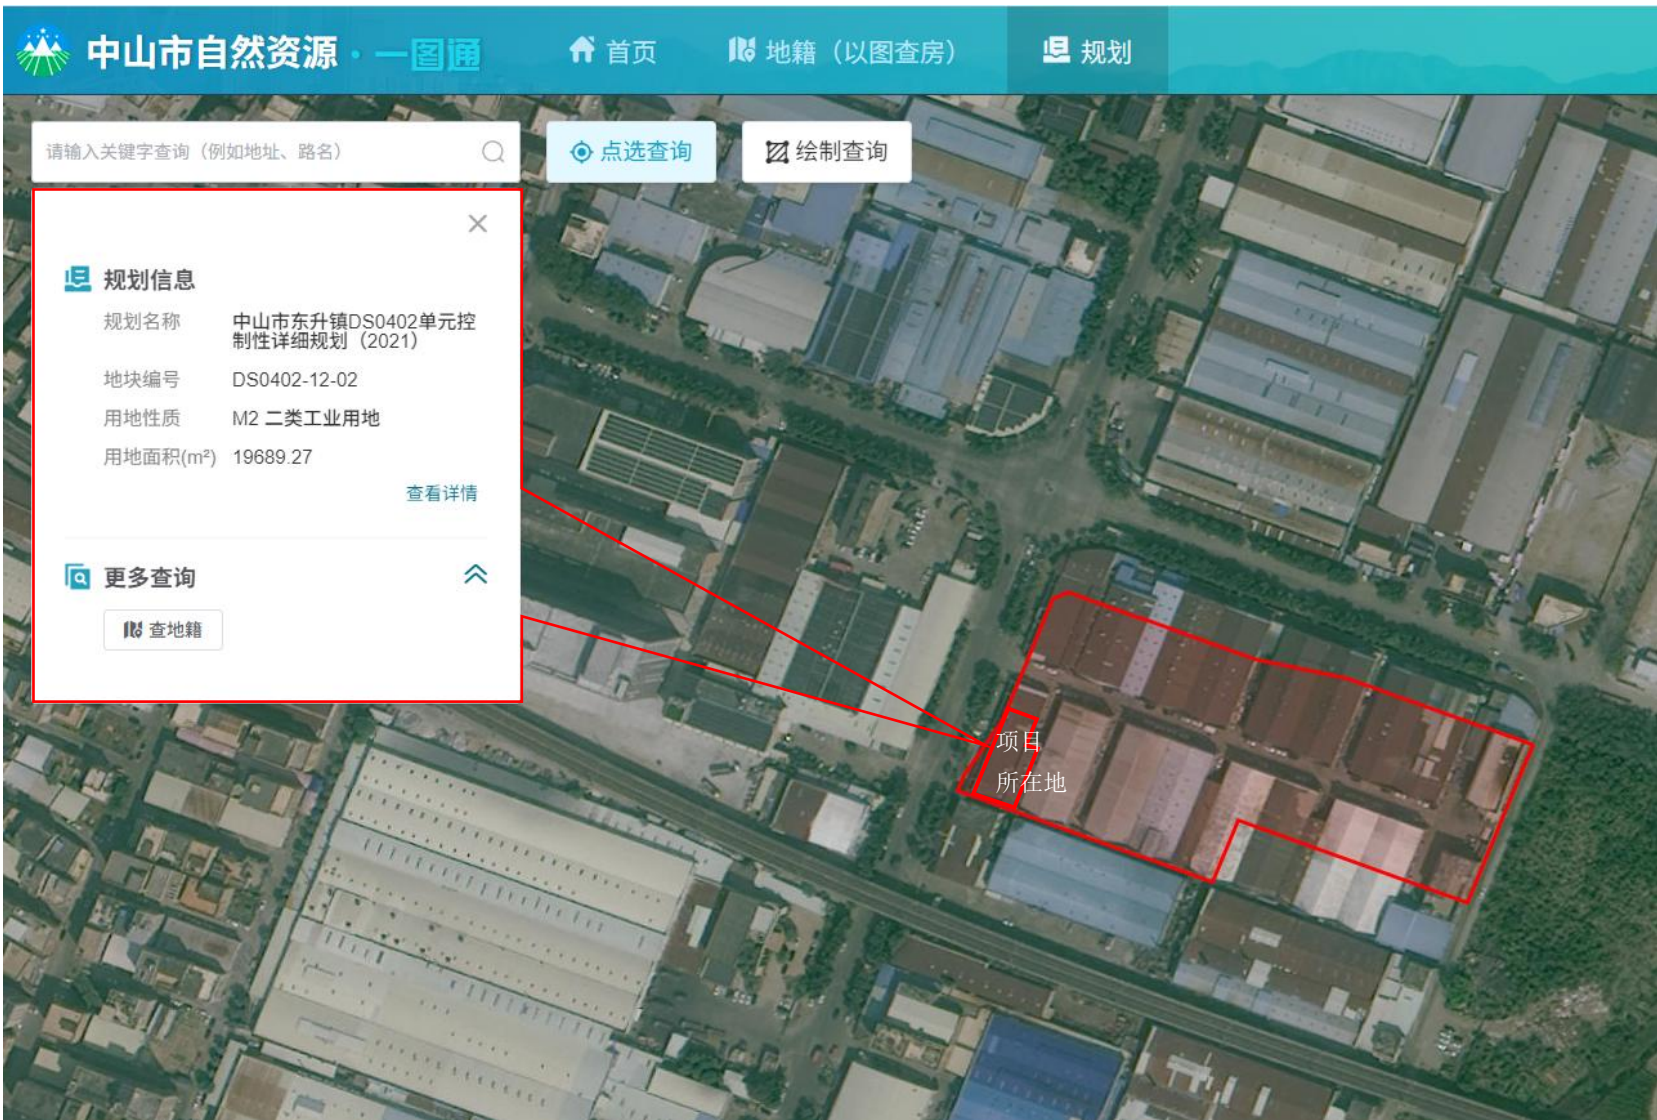 中山市自然资源·一图通
首页
地籍（以图查房）
规划
请输入关键字查询（例如地址、路名）
点选查询
绘制查询
规划信息
规划名称 中山市东升镇DS0402单元控
制性详细规划（2021）
地块编号 DS0402-12-02
用地性质 M2 二类工业用地
用地面积(m²) 19689.27
查看详情
更多查询
查地籍
项目
所在地